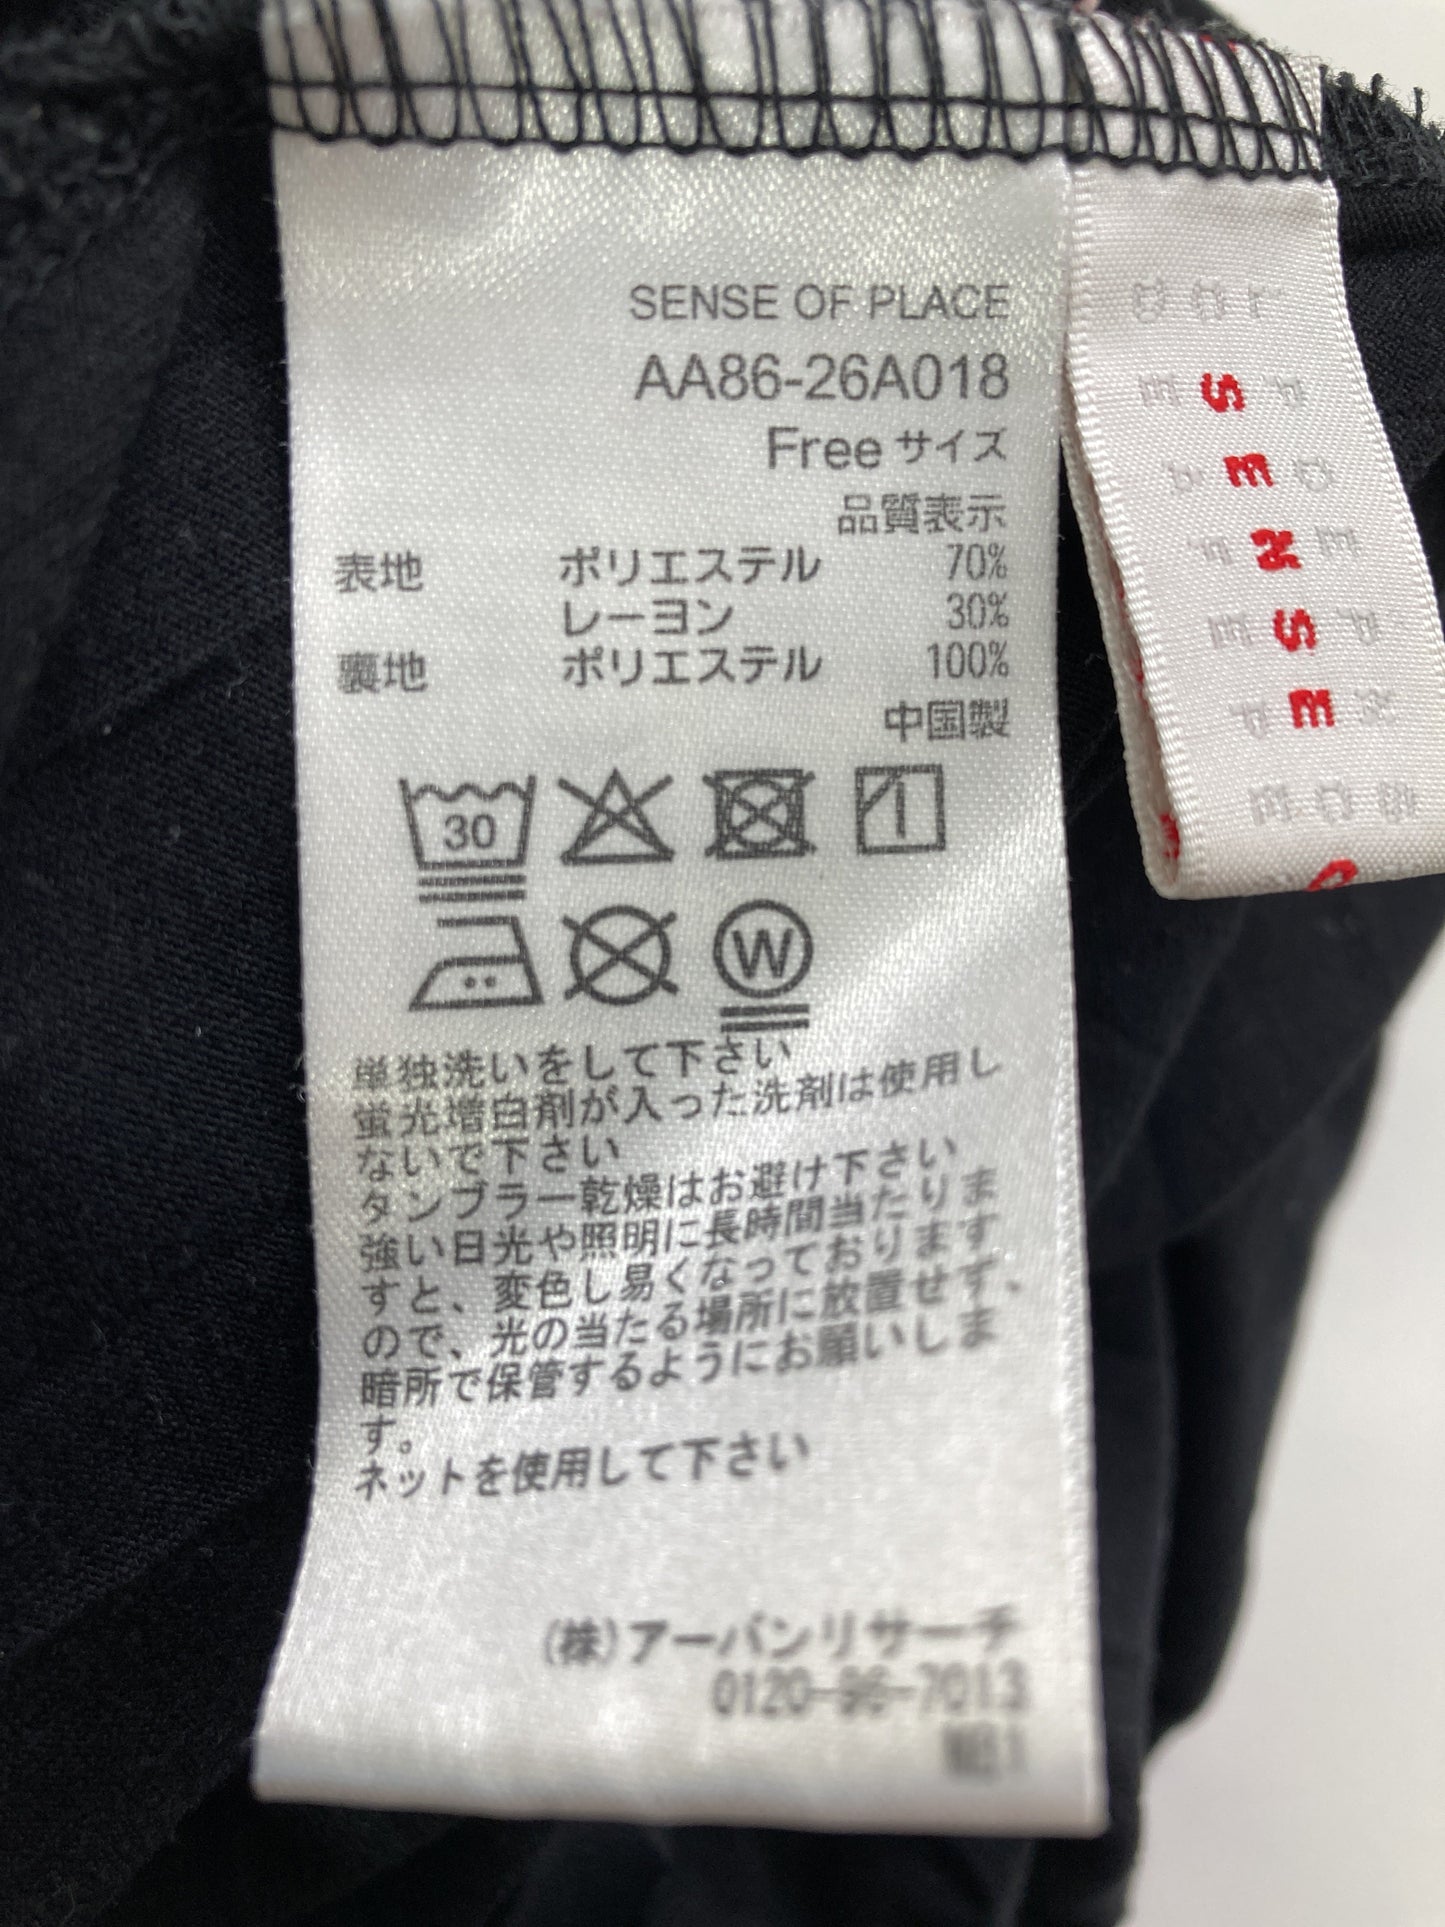 SENSE OF PLACE
AA86-26A018
Free サイズ
品質表示
表地 ポリエステル 70%
レーヨン 30%
裏地 ポリエステル 100%
中国製
30
W
単独洗いをして下さい
蛍光増白剤が入った洗剤は使用し
ないで下さい
タンブラー乾燥はお避け下さい
強い日光や照明に長時間当たりま
すと、変色し易くなっております
ので、光の当たる場所に放置せず、
暗所で保管するようにお願いしま
す。
ネットを使用して下さい
(株)アーバンリサーチ
0120-96-7013
SENSE